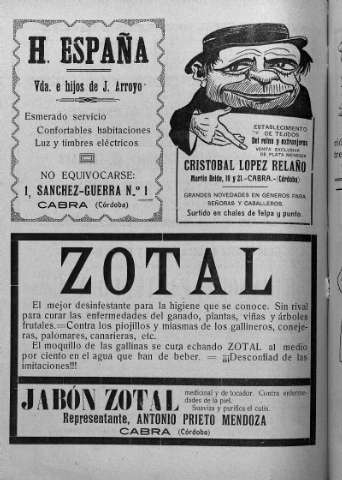 H. ESPAÑA
Vda. e hijos de J. Arroyo
Esmerado servicio
Confortables habitaciones
Luz y timbres eléctricos
NO EQUIVOCARSE:
1, SANCHEZ-GUERRA N.º 1
CABRA (Córdoba)
ESTABLECIMIENTO
DE TEJIDOS
Del reino y extranjeros
VENTA EXCLUSIVA
DE PLATA MENESES
CRISTOBAL LOPEZ RELAÑO
Martín Belda, 19 y 21.-CABRA.-(Córdoba)
GRANDES NOVEDADES EN GÉNEROS PARA
SEÑORAS Y CABALLEROS.
Surtido en chales de felpa y punto.
ZOTAL
El mejor desinfestante para la higiene que se conoce. Sin rival
para curar las enfermedades del ganado, plantas, viñas y árboles
frutales.=Contra los piojillos y miasmas de los gallineros, coneje-
ras, palomares, canarieras, etc.
El moquillo de las gallinas se cura echando ZOTAL al medio
por ciento en el agua que han de beber. = ¡¡¡Desconfiad de las
imitaciones!!!
JABÓN ZOTAL
medicinal y de tocador. Contra enferme-
dades de la piel.
Suaviza y purifica el cutis.
Representante, ANTONIO PRIETO MENDOZA
CABRA (Córdoba)